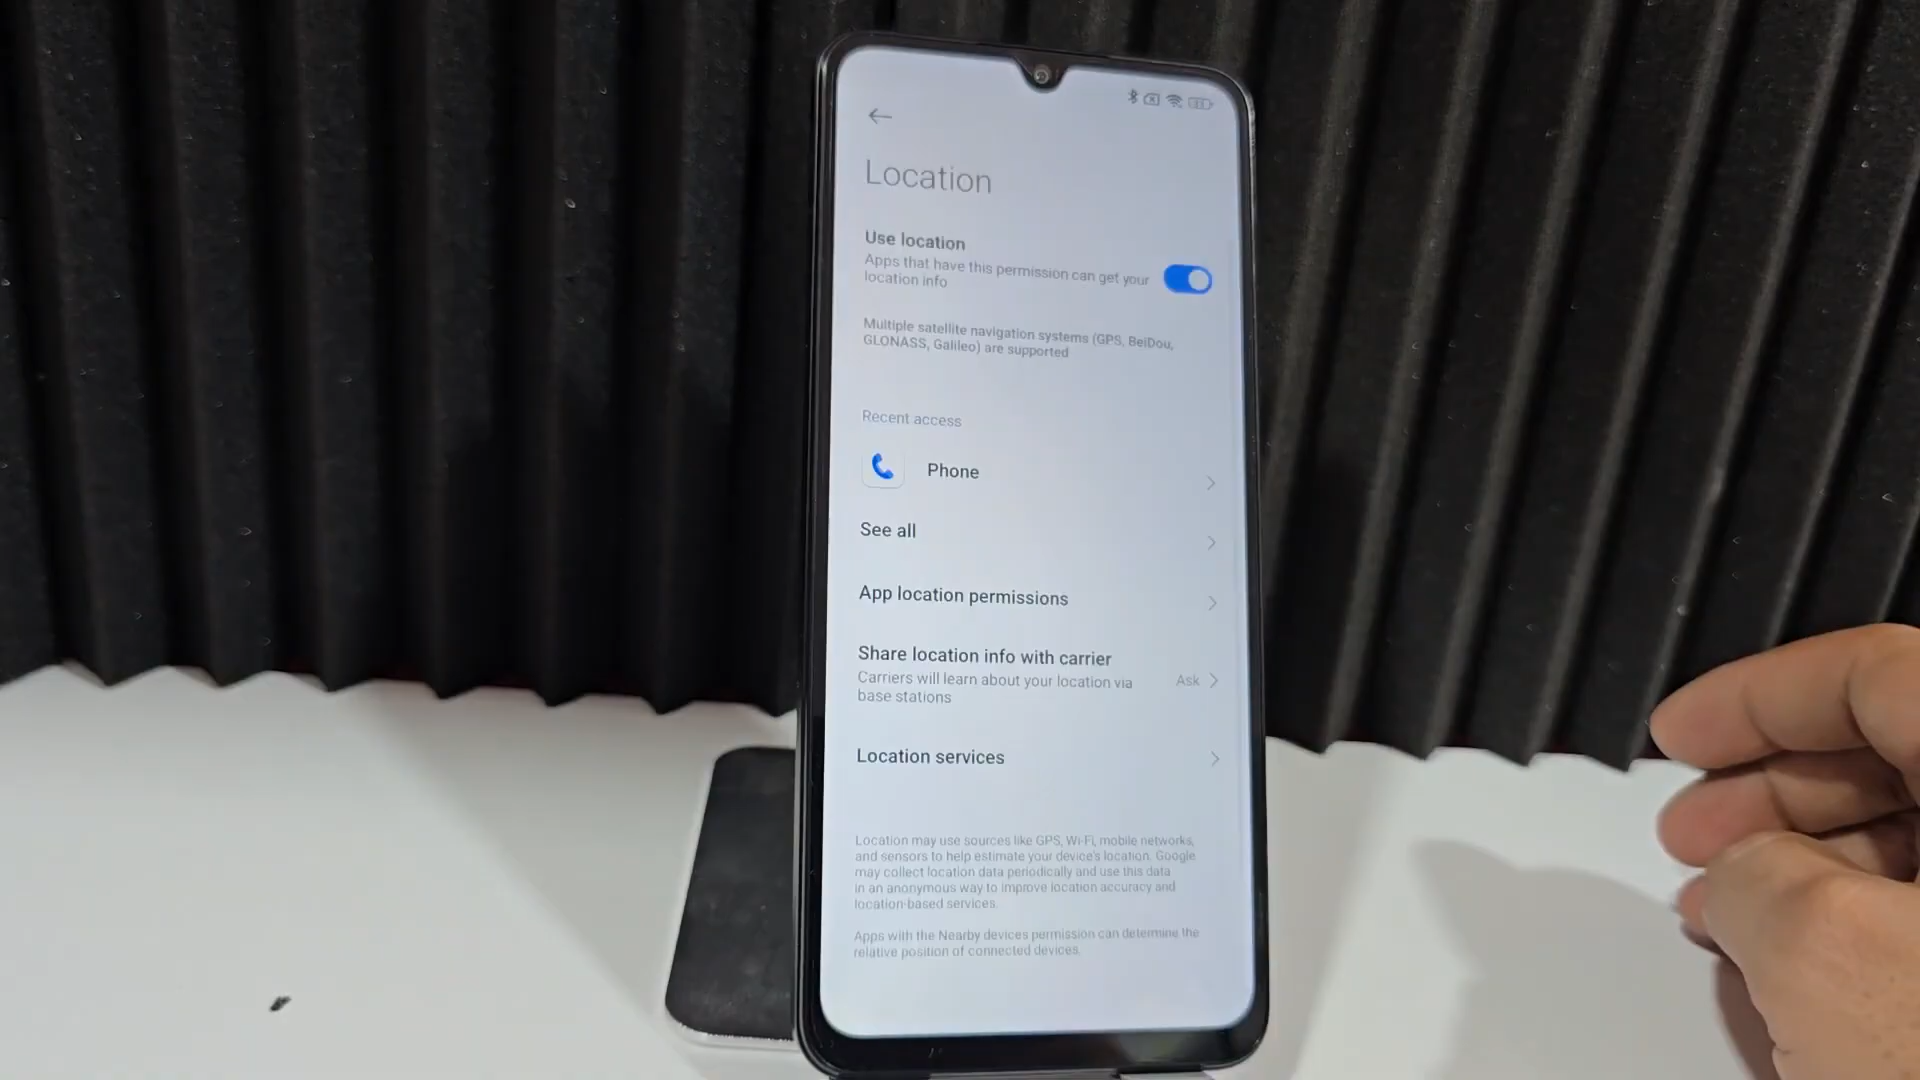 Location
Use location
Apps that have this permission can get your
location info
Multiple satellite navigation systems (GPS, BeiDou,
GLONASS, Galileo) are supported
Recent access
Phone
See all
App location permissions
Share location info with carrier
Carriers will learn about your location via
base stations
Ask
Location services
Location may use sources like GPS, Wi-Fi, mobile networks,
and sensors to help estimate your device's location. Google
may collect location data periodically and use this data
in an anonymous way to improve location accuracy and
location-based services.
Apps with the Nearby devices permission can determine the
relative position of connected devices.